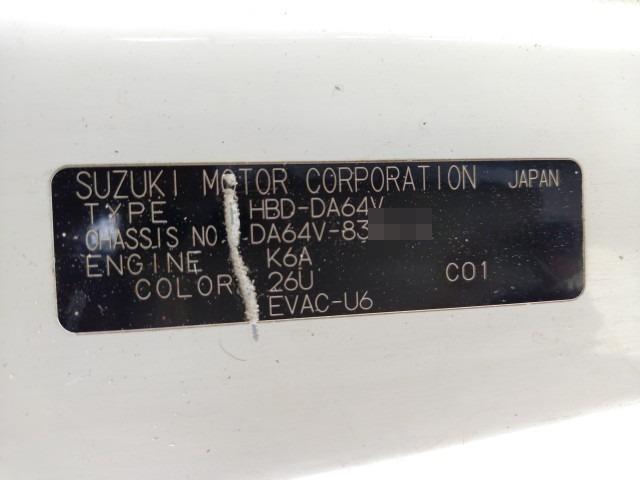 SUZUKI MOTOR CORPORATION JAPAN
TYPE HBD-DA64V
CHASSIS NO. DA64V-83
ENGINE K6A
COLOR 26U C01
EVAC-U6